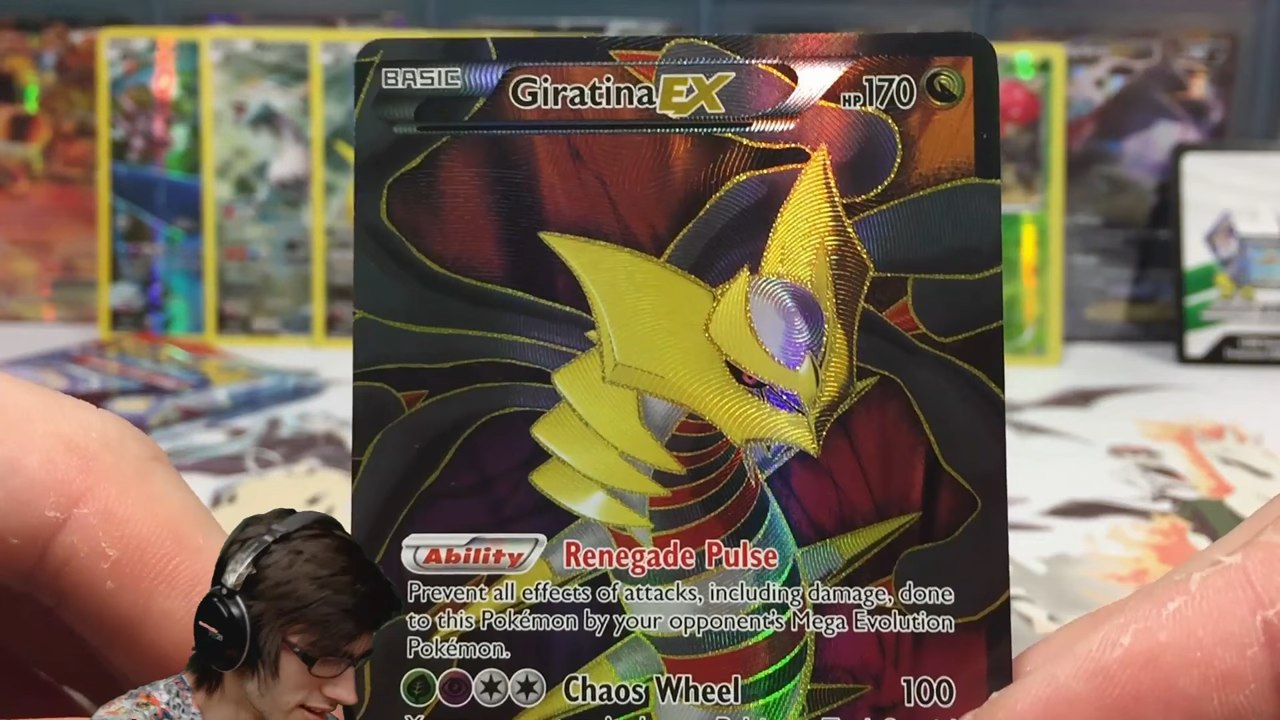 BASIC Giratina EX HP 170
Ability Renegade Pulse
Prevent all effects of attacks, including damage, done
to this Pokémon by your opponent's Mega Evolution
Pokémon.
Chaos Wheel 100